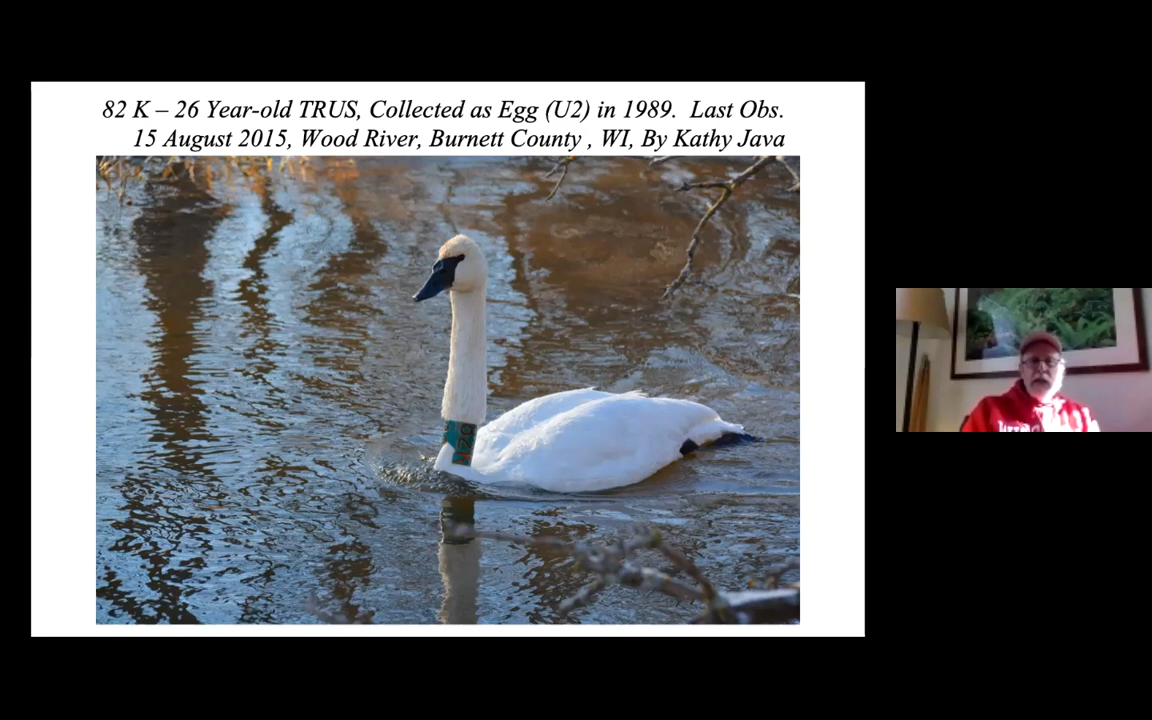 82 K – 26 Year-old TRUS, Collected as Egg (U2) in 1989.  Last Obs.
15 August 2015, Wood River, Burnett County , WI, By Kathy Java